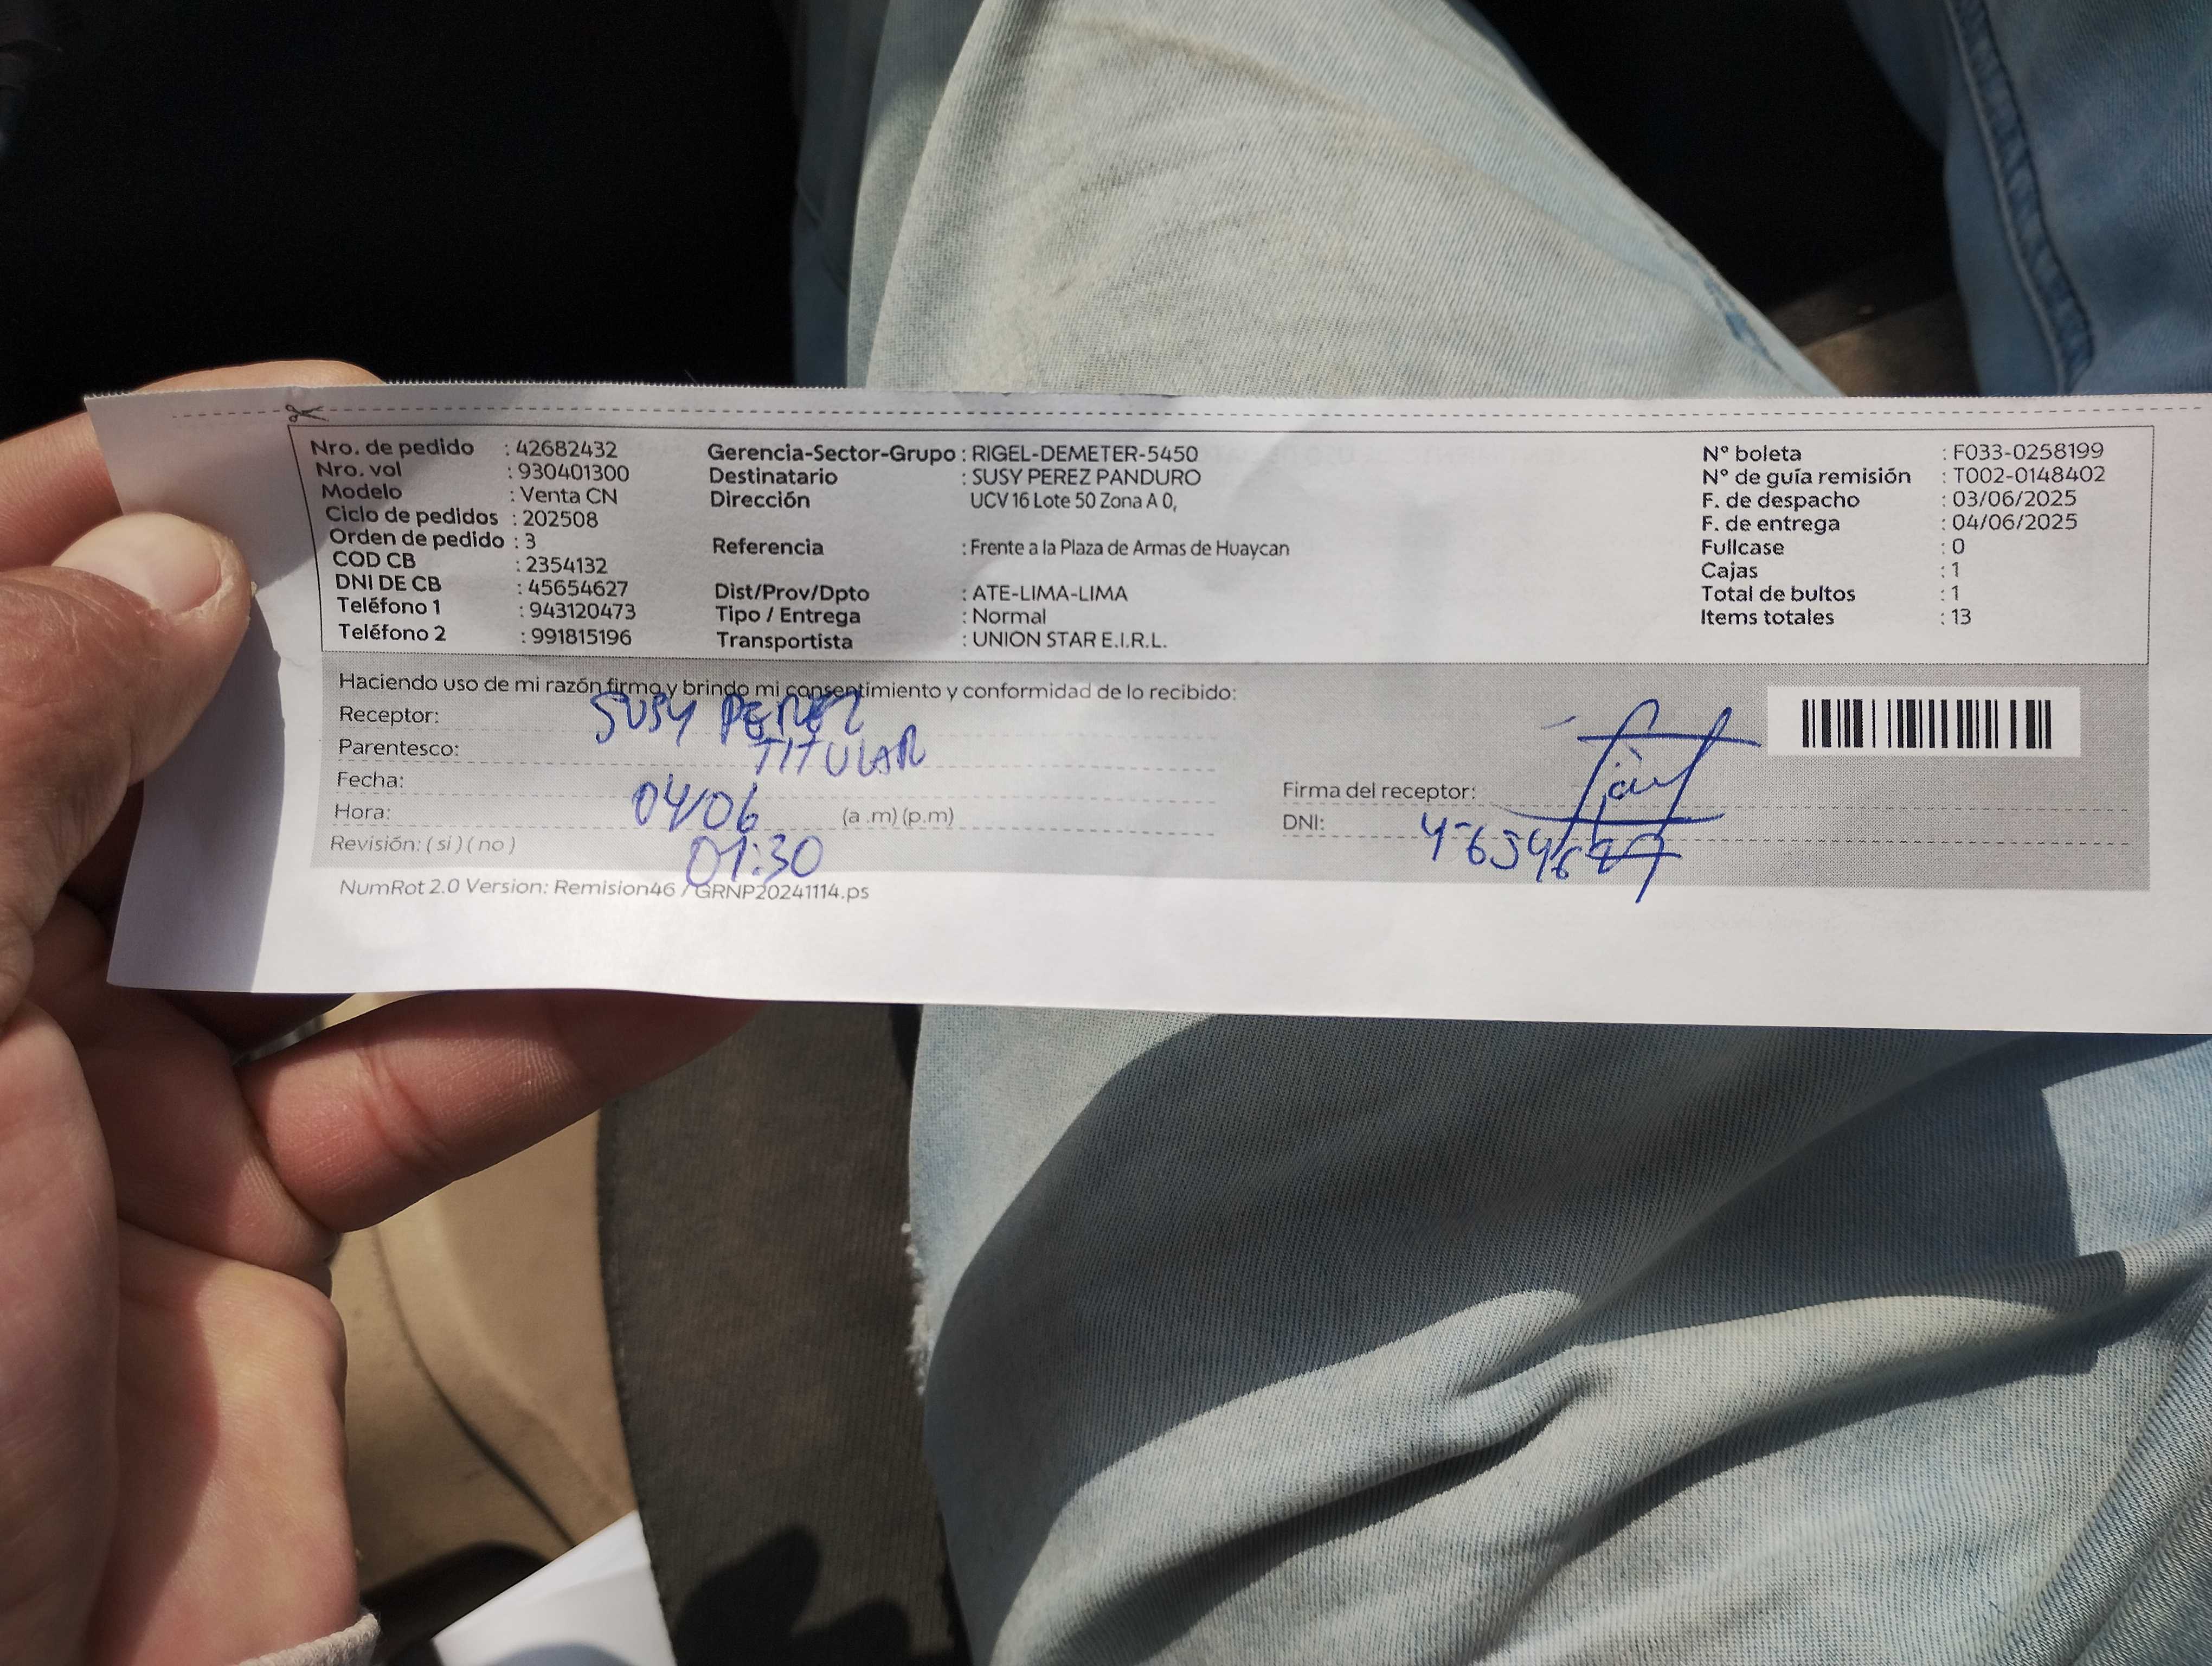 Nro. de pedido : 42682432
Nro. vol : 930401300
Modelo : Venta CN
Ciclo de pedidos : 202508
Orden de pedido : 3
COD CB : 2354132
DNI DE CB : 45654627
Teléfono 1 : 943120473
Teléfono 2 : 991815196
Gerencia-Sector-Grupo : RIGEL-DEMETER-5450
Destinatario : SUSY PEREZ PANDURO
Dirección UCV 16 Lote 50 Zona A 0,
Referencia : Frente a la Plaza de Armas de Huaycan
Dist/Prov/Dpto : ATE-LIMA-LIMA
Tipo / Entrega : Normal
Transportista : UNION STAR E.I.R.L.
N° boleta : F033-0258199
N° de guía remisión : T002-0148402
F. de despacho : 03/06/2025
F. de entrega : 04/06/2025
Fullcase : 0
Cajas : 1
Total de bultos : 1
Items totales : 13
Haciendo uso de mi razón firmo y brindo mi consentimiento y conformidad de lo recibido:
Receptor: SUSY PEREZ
Parentesco: TITULAR
Fecha: 04/06
Hora: 01:30 (a .m) (p.m)
Revisión: ( si ) ( no )
Firma del receptor:
DNI:
NumRot 2.0 Version: Remision46 / GRNP20241114.ps